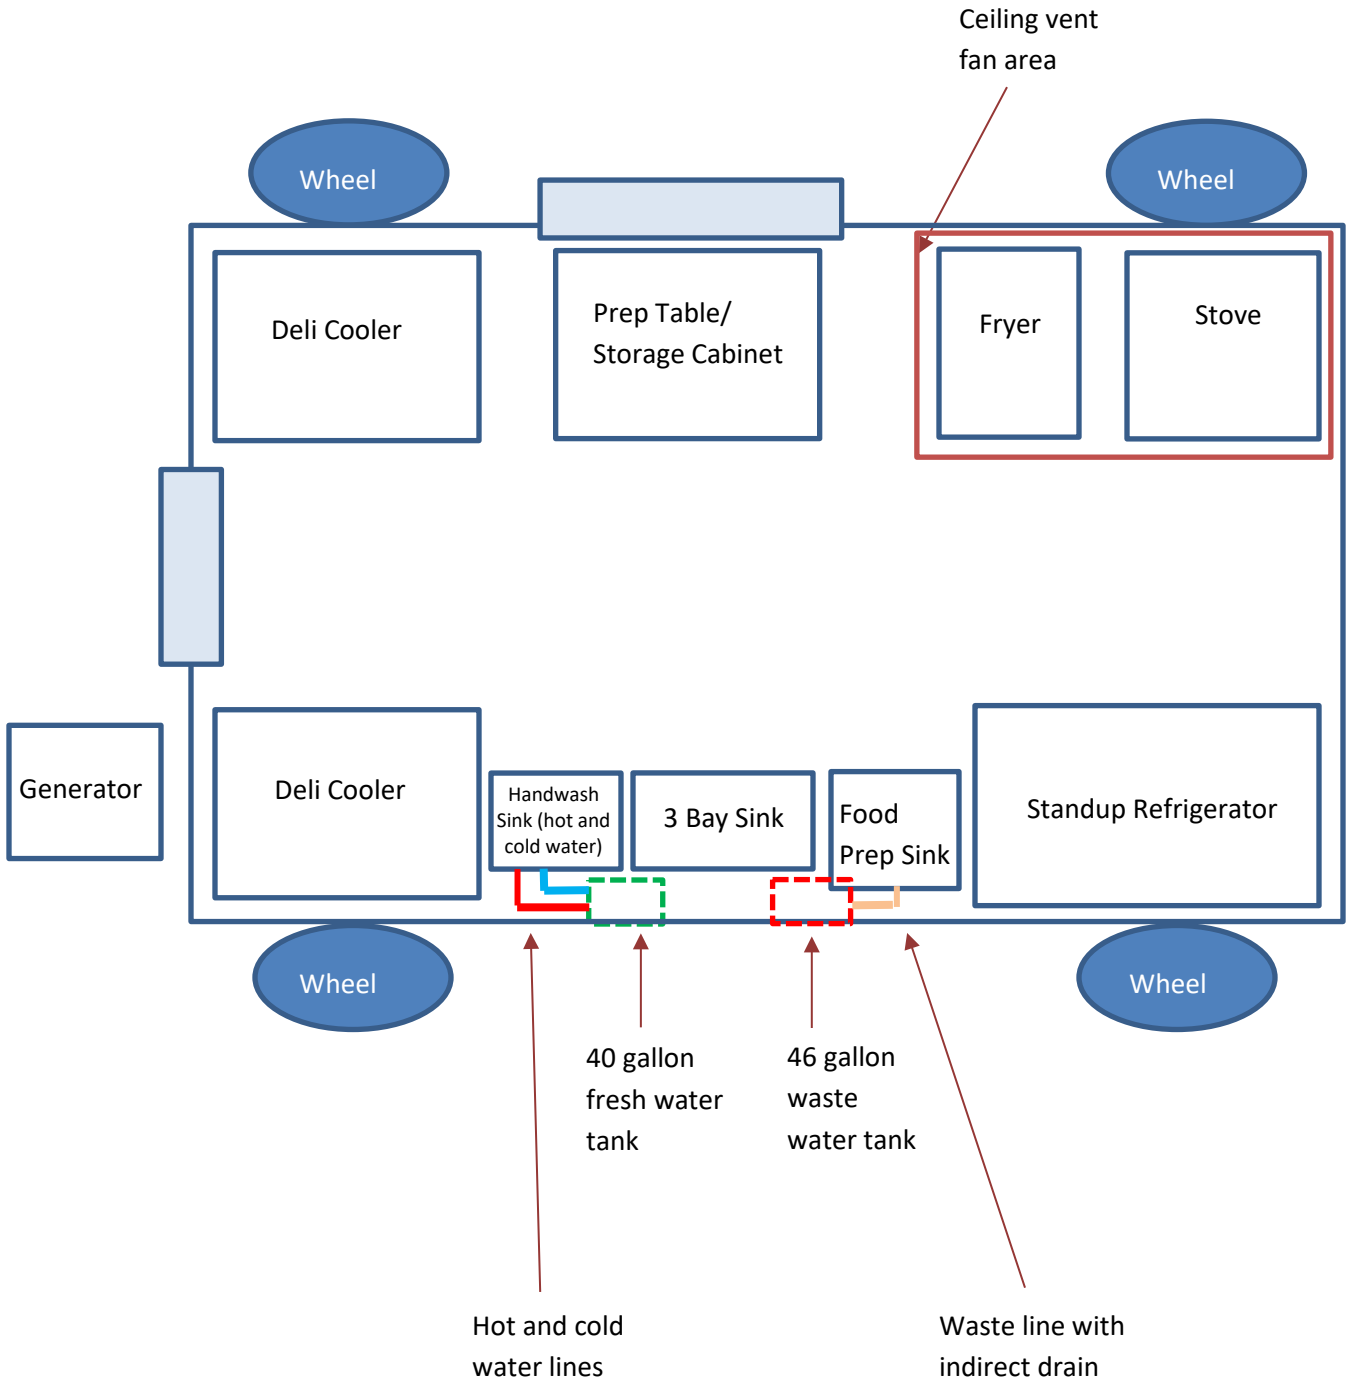 Ceiling vent
fan area
Wheel
Wheel
Deli Cooler
Prep Table/
Storage Cabinet
Fryer
Stove
Generator
Deli Cooler
Handwash
Sink (hot and
cold water)
3 Bay Sink
Food
Prep Sink
Standup Refrigerator
Wheel
Wheel
40 gallon
fresh water
tank
46 gallon
waste
water tank
Hot and cold
water lines
Waste line with
indirect drain